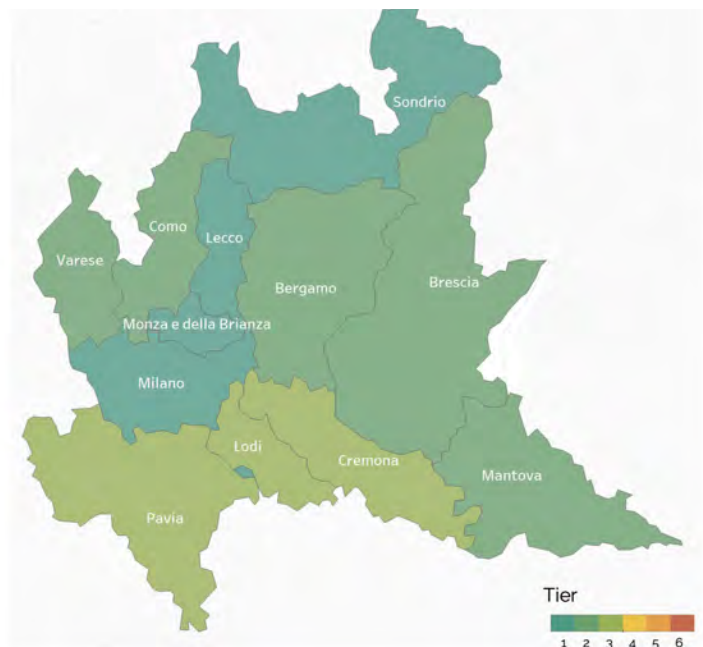 Sondrio
Como
Lecco
Varese
Bergamo
Brescia
Monza e della Brianza
Milano
Lodi
Cremona
Mantova
Pavia
Tier
1 2 3 4 5 6